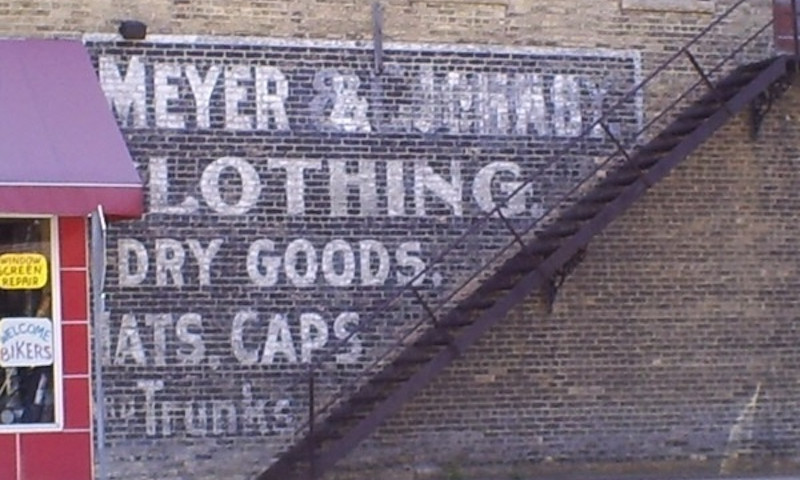 MEYER &
LOTHING.
DRY GOODS.
ATS, CAPS
Trunks
WINDOW
SCREEN
REPAIR
WELCOME
BIKERS